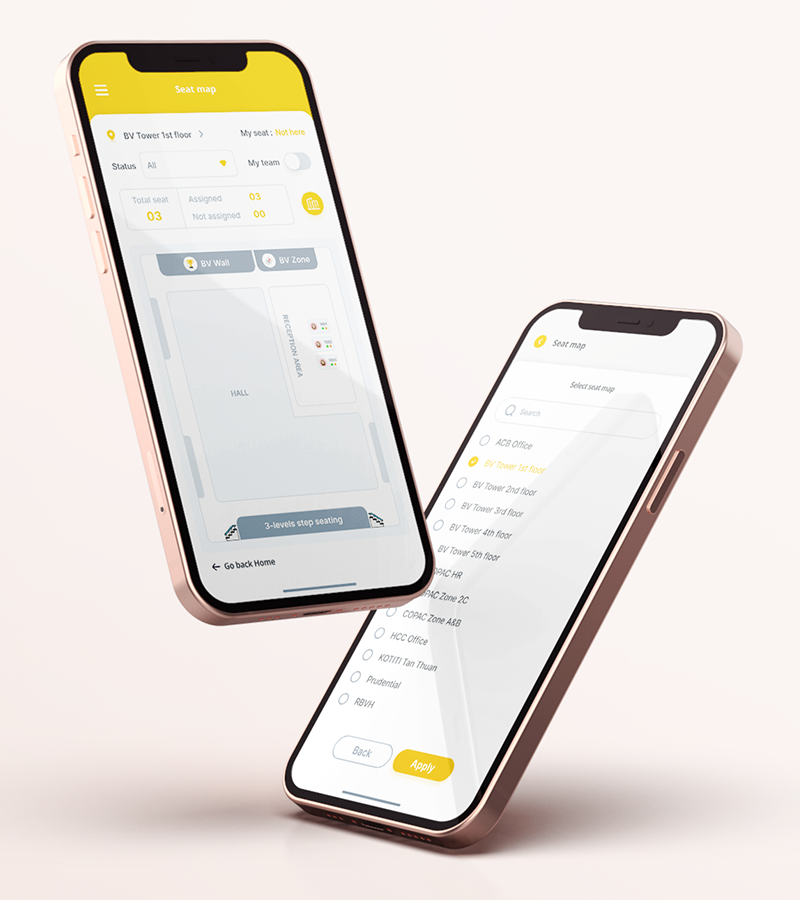 Seat map
BV Tower 1st floor
My seat : Not here
Status
All
My team
Total seat
03
Assigned 03
Not assigned 00
BV Wall
BV Zone
RECEPTION AREA
HALL
3-levels step seating
Go back Home
Seat map
Select seat map
Search
ACB Office
BV Tower 1st floor
BV Tower 2nd floor
BV Tower 3rd floor
BV Tower 4th floor
BV Tower 5th floor
HR
Zone 2C
COPAC Zone A&B
HCC Office
KOTITI Tan Thuan
Prudential
RBVH
Back
Apply